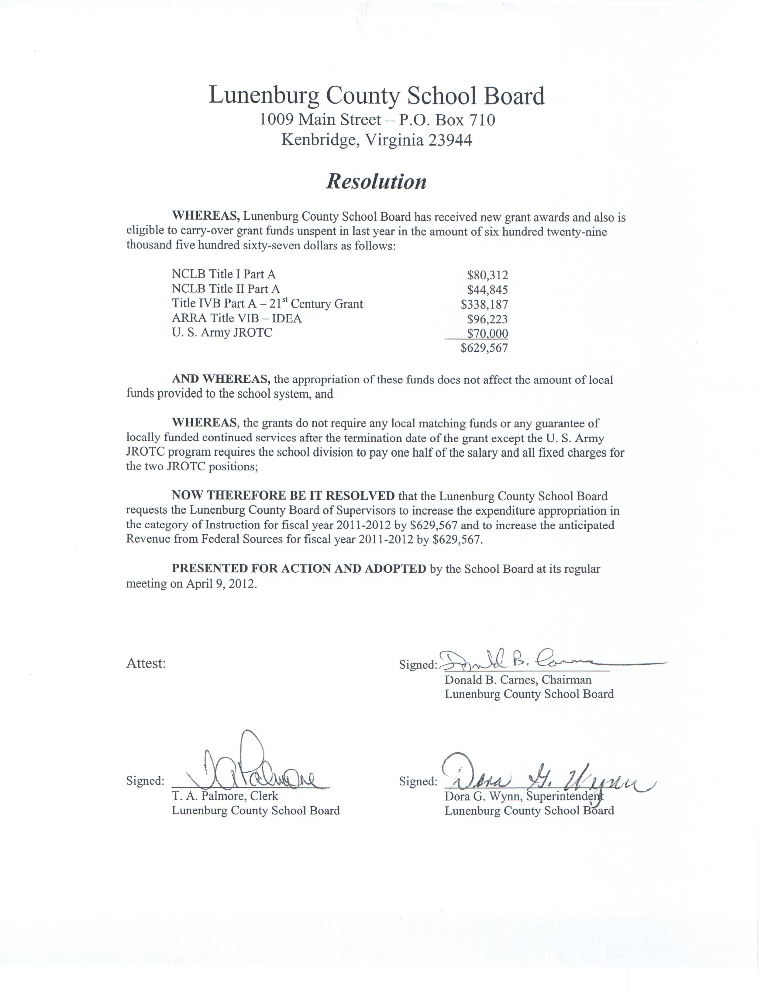 Lunenburg County School Board
1009 Main Street – P.O. Box 710
Kenbridge, Virginia 23944
Resolution
WHEREAS, Lunenburg County School Board has received new grant awards and also is
eligible to carry-over grant funds unspent in last year in the amount of six hundred twenty-nine
thousand five hundred sixty-seven dollars as follows:
NCLB Title I Part A $80,312
NCLB Title II Part A $44,845
Title IVB Part A – 21st Century Grant $338,187
ARRA Title VIB – IDEA $96,223
U. S. Army JROTC $70,000
$629,567
AND WHEREAS, the appropriation of these funds does not affect the amount of local
funds provided to the school system, and
WHEREAS, the grants do not require any local matching funds or any guarantee of
locally funded continued services after the termination date of the grant except the U. S. Army
JROTC program requires the school division to pay one half of the salary and all fixed charges for
the two JROTC positions;
NOW THEREFORE BE IT RESOLVED that the Lunenburg County School Board
requests the Lunenburg County Board of Supervisors to increase the expenditure appropriation in
the category of Instruction for fiscal year 2011-2012 by $629,567 and to increase the anticipated
Revenue from Federal Sources for fiscal year 2011-2012 by $629,567.
PRESENTED FOR ACTION AND ADOPTED by the School Board at its regular
meeting on April 9, 2012.
Attest: Signed: Donald B. Carnes
Donald B. Carnes, Chairman
Lunenburg County School Board
Signed: TA Palmore Signed: Dora G. Wynn
T. A. Palmore, Clerk Dora G. Wynn, Superintendent
Lunenburg County School Board Lunenburg County School Board